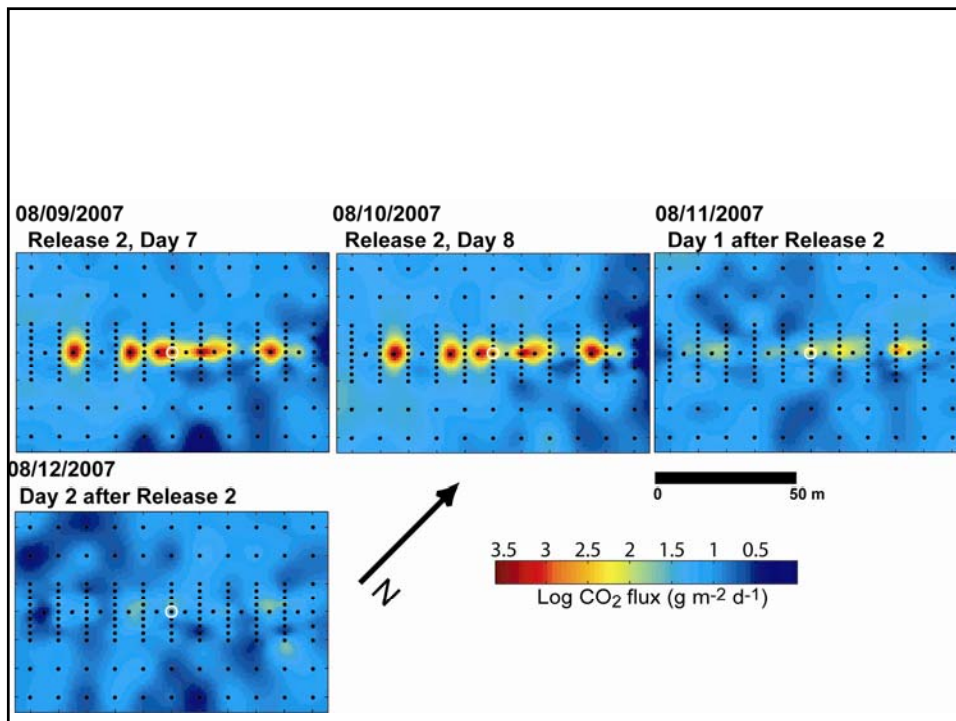 08/09/2007
Release 2, Day 7
08/10/2007
Release 2, Day 8
08/11/2007
Day 1 after Release 2
08/12/2007
Day 2 after Release 2
0 50 m
N
3.5 3 2.5 2 1.5 1 0.5
Log CO₂ flux (g m⁻² d⁻¹)